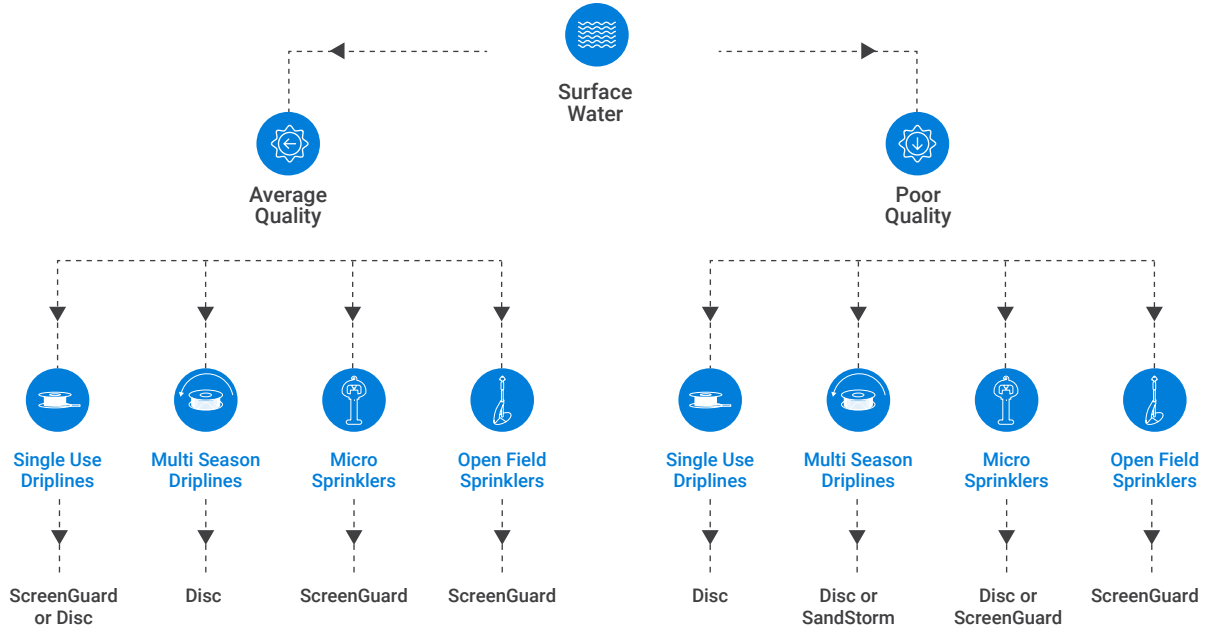 Surface
Water
Average
Quality
Poor
Quality
Single Use
Driplines
Multi Season
Driplines
Micro
Sprinklers
Open Field
Sprinklers
Single Use
Driplines
Multi Season
Driplines
Micro
Sprinklers
Open Field
Sprinklers
ScreenGuard
or Disc
Disc
ScreenGuard
ScreenGuard
Disc
Disc or
SandStorm
Disc or
ScreenGuard
ScreenGuard